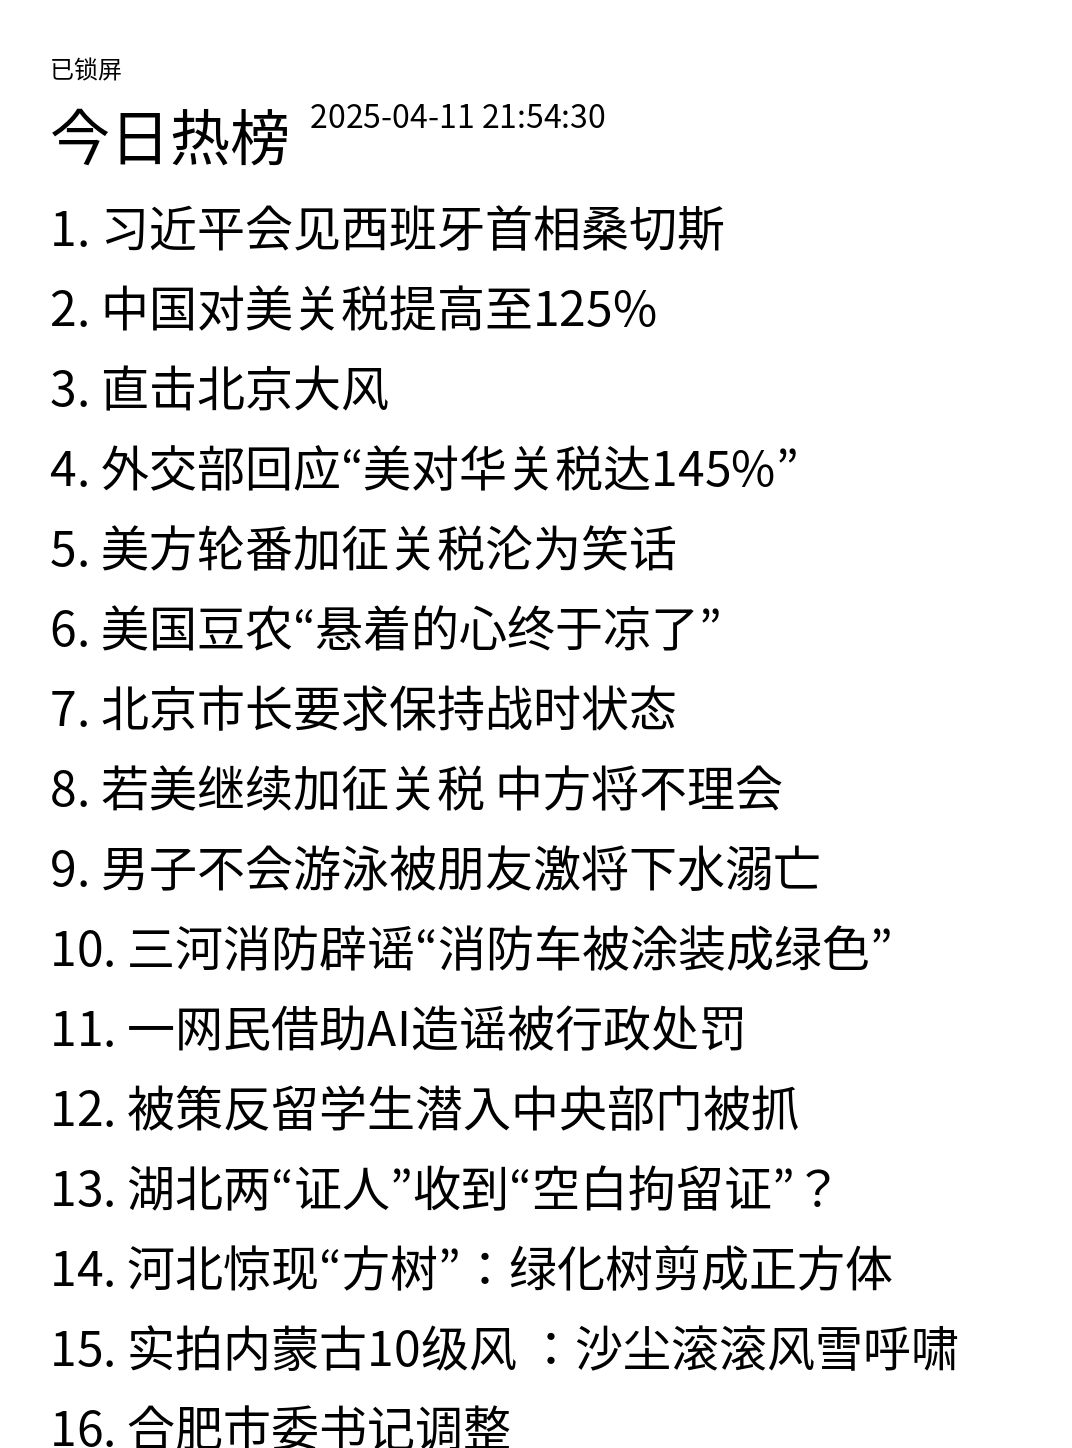 已锁屏
今日热榜 2025-04-11 21:54:30
1. 习近平会见西班牙首相桑切斯
2. 中国对美关税提高至125%
3. 直击北京大风
4. 外交部回应“美对华关税达145%”
5. 美方轮番加征关税沦为笑话
6. 美国豆农“悬着的心终于凉了”
7. 北京市长要求保持战时状态
8. 若美继续加征关税 中方将不理会
9. 男子不会游泳被朋友激将下水溺亡
10. 三河消防辟谣“消防车被涂装成绿色”
11. 一网民借助AI造谣被行政处罚
12. 被策反留学生潜入中央部门被抓
13. 湖北两“证人”收到“空白拘留证”？
14. 河北惊现“方树”：绿化树剪成正方体
15. 实拍内蒙古10级风 ：沙尘滚滚风雪呼啸
16. 合肥市委书记调整